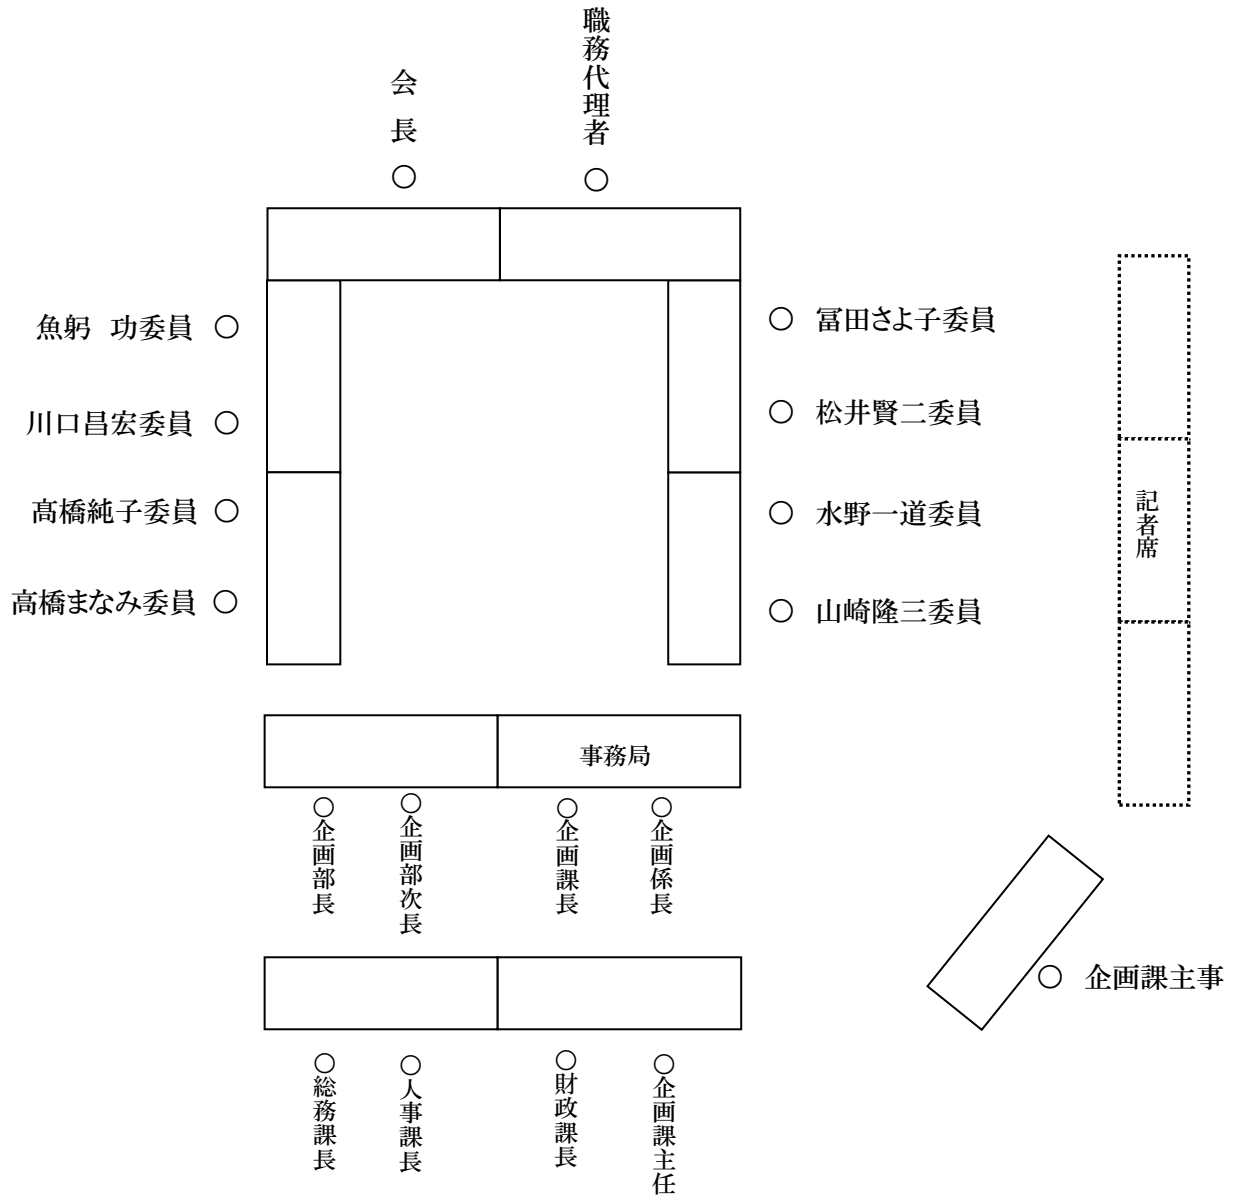 会長
職務代理者
魚躬　功委員
川口昌宏委員
髙橋純子委員
高橋まなみ委員
冨田さよ子委員
松井賢二委員
水野一道委員
山崎隆三委員
記者席
事務局
企画部長
企画部次長
企画課長
企画係長
企画課主事
総務課長
人事課長
財政課長
企画課主任